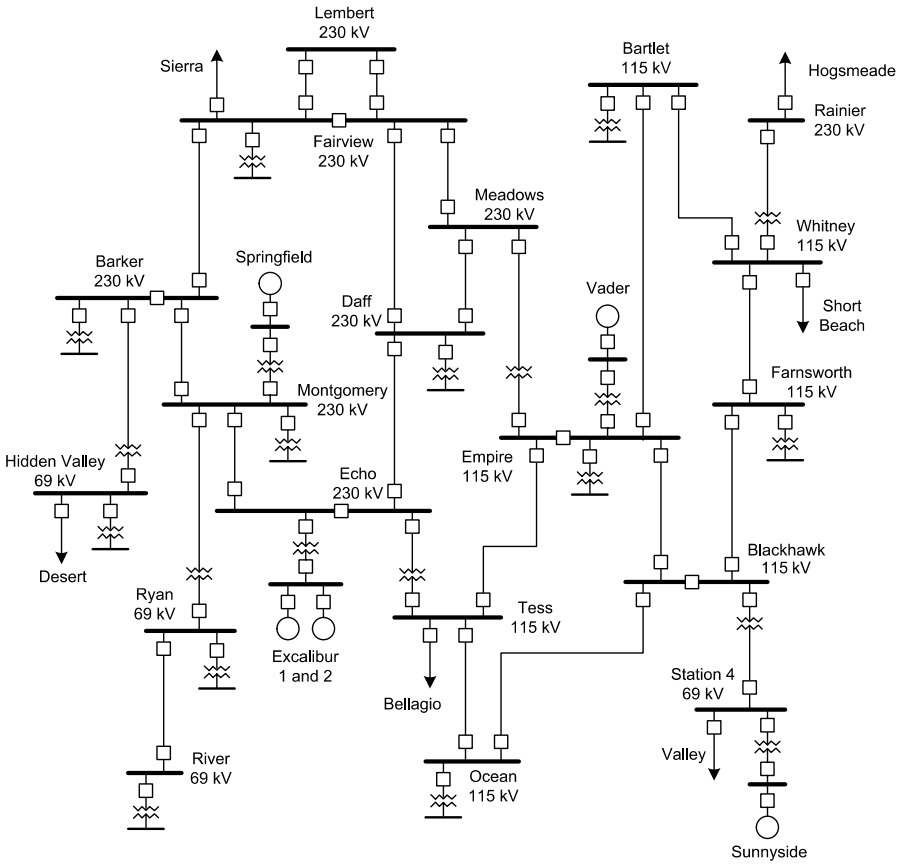 Lembert
230 kV
Sierra
Bartlet
115 kV
Hogsmeade
Rainier
230 kV
Fairview
230 kV
Meadows
230 kV
Whitney
115 kV
Barker
230 kV
Springfield
Daff
230 kV
Vader
Short
Beach
Montgomery
230 kV
Farnsworth
115 kV
Hidden Valley
69 kV
Echo
230 kV
Empire
115 kV
Desert
Ryan
69 kV
Blackhawk
115 kV
Tess
115 kV
Excalibur
1 and 2
Bellagio
Station 4
69 kV
Valley
River
69 kV
Ocean
115 kV
Sunnyside